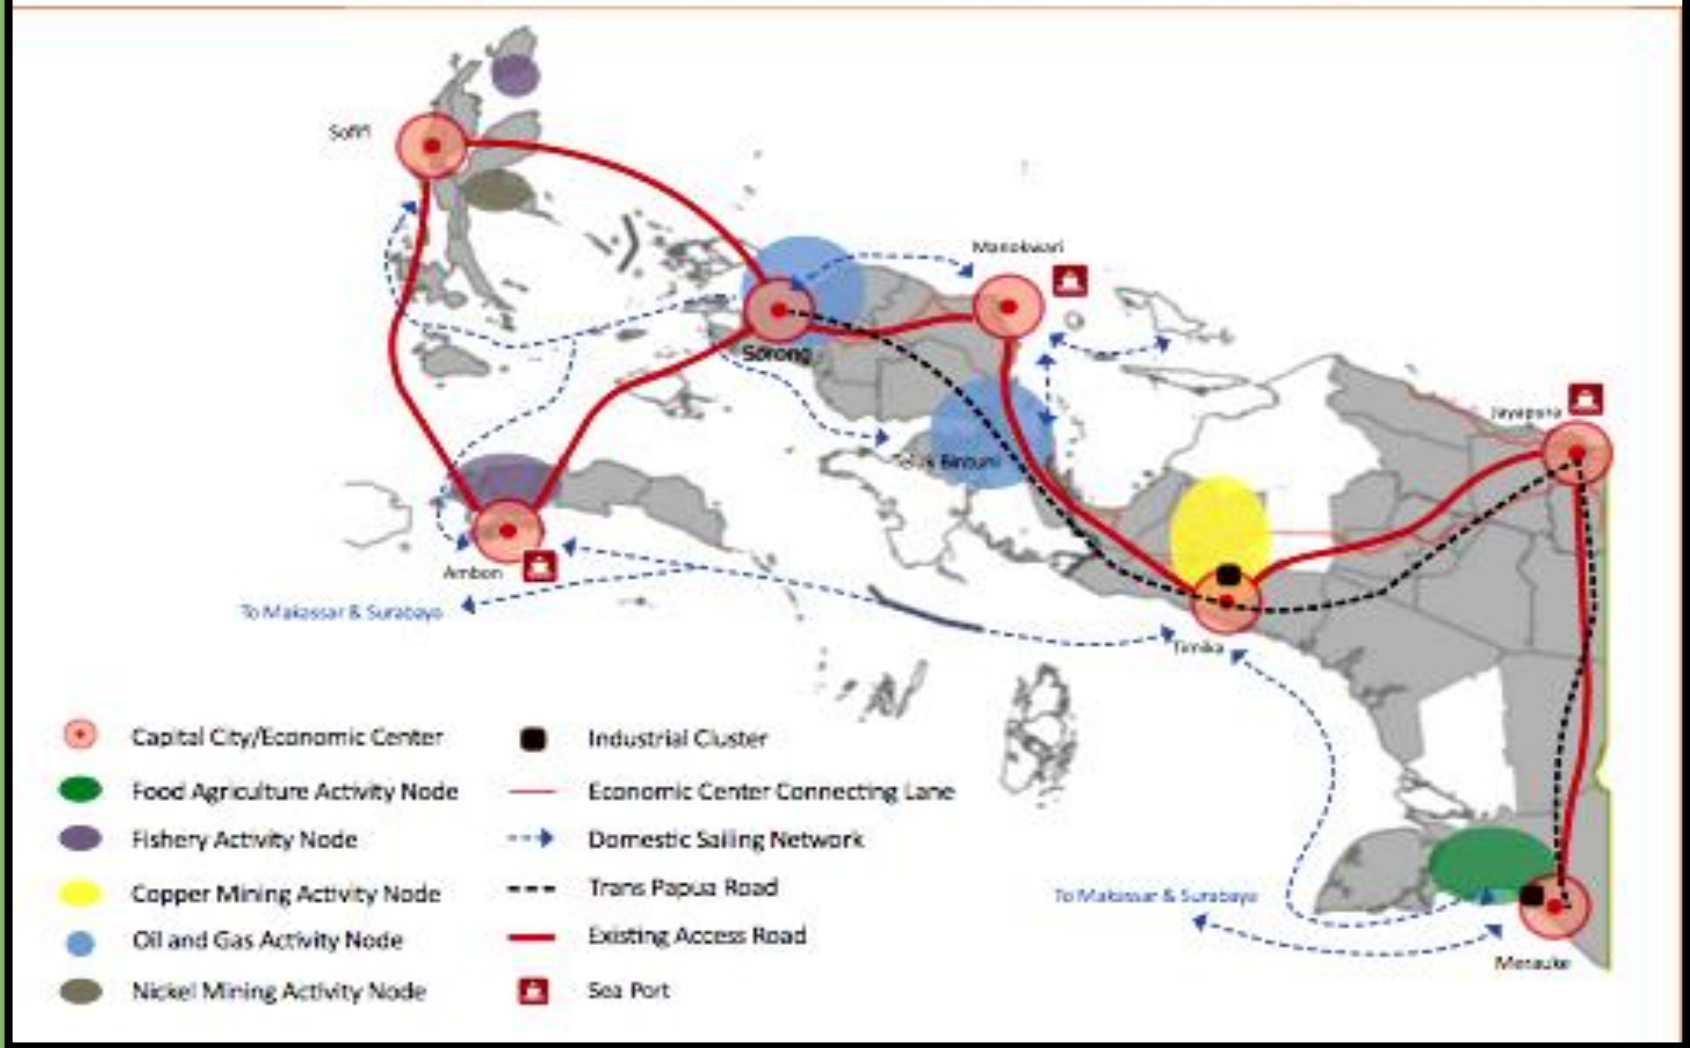 Sofifi
Manokwari
Sorong
Jayapura
Teluk Bintuni
Ambon
To Makassar & Surabaya
Timika
Capital City/Economic Center
Food Agriculture Activity Node
Fishery Activity Node
Copper Mining Activity Node
Oil and Gas Activity Node
Nickel Mining Activity Node
Industrial Cluster
Economic Center Connecting Lane
Domestic Sailing Network
Trans Papua Road
Existing Access Road
Sea Port
To Makassar & Surabaya
Merauke